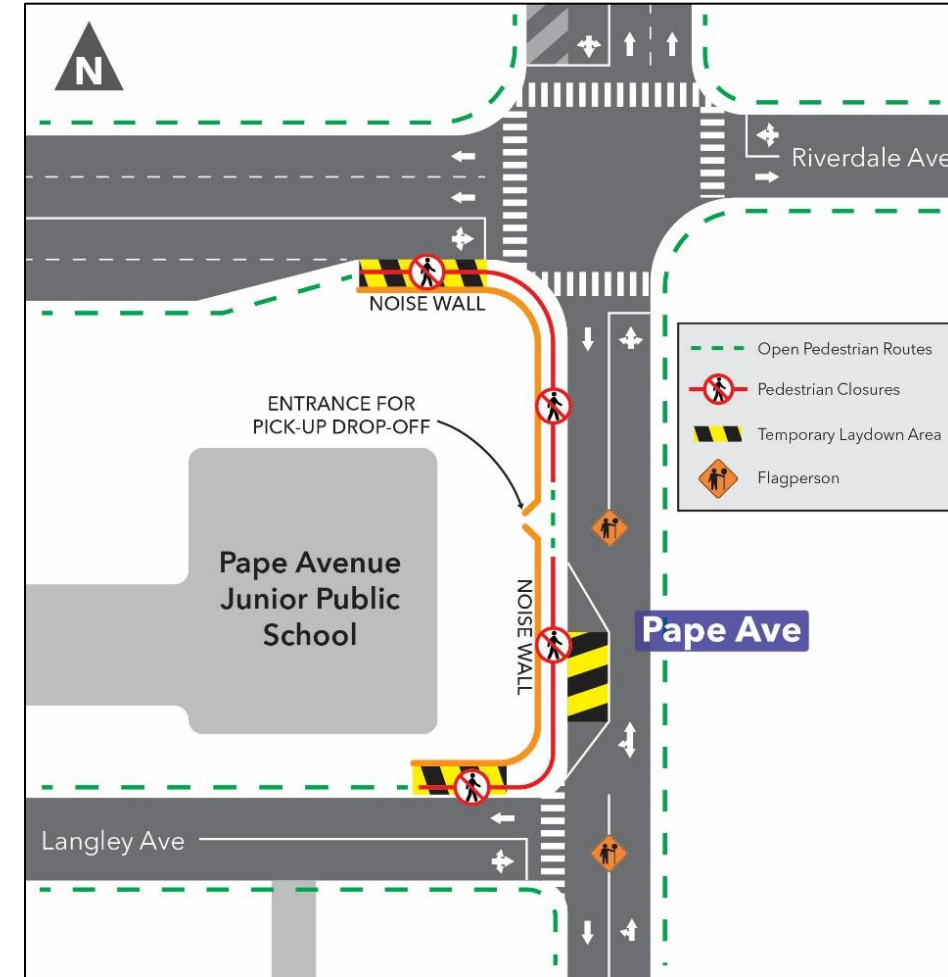 N
Riverdale Ave
NOISE WALL
Open Pedestrian Routes
Pedestrian Closures
Temporary Laydown Area
Flagperson
ENTRANCE FOR
PICK-UP DROP-OFF
Pape Avenue
Junior Public
School
NOISE WALL
Pape Ave
Langley Ave